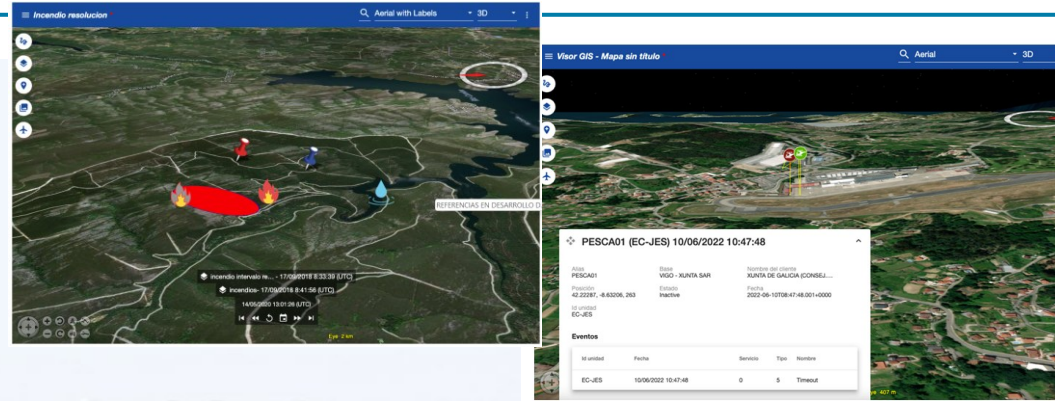 Incendio resolucion
Aerial with Labels
3D
REFERENCIAS EN DESARROLLO D
incendio intervalo re... - 17/09/2018 8:33:39 (UTC)
incendios- 17/09/2018 8:41:56 (UTC)
14/05/2020 13:01:26 (UTC)
Eye 2 km
Visor GIS - Mapa sin título
Aerial
3D
PESCA01 (EC-JES) 10/06/2022 10:47:48
Alias Base Nombre del cliente
PESCA01 VIGO - XUNTA SAR XUNTA DE GALICIA (CONSEJ....
Posición Estado Fecha
42.22287, -8.63206, 263 Inactive 2022-06-10T08:47:48.001+0000
Id unidad
EC-JES
Eventos
Id unidad Fecha Servicio Tipo Nombre
EC-JES 10/06/2022 10:47:48 0 5 Timeout
407 m